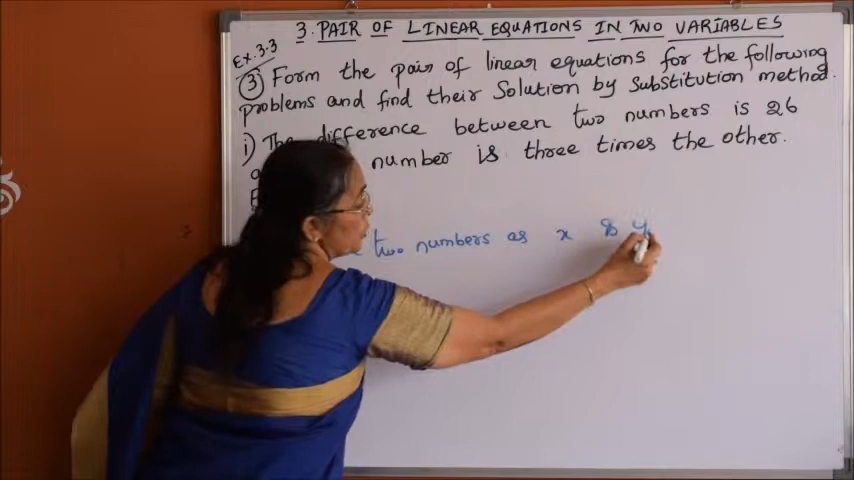 3. PAIR OF LINEAR EQUATIONS IN TWO VARIABLES
Ex. 3.3
3 Form the pair of linear equations for the following
problems and find their Solution by Substitution method.
i) The difference between two numbers is 26
number is three times the other.
two numbers as x & y